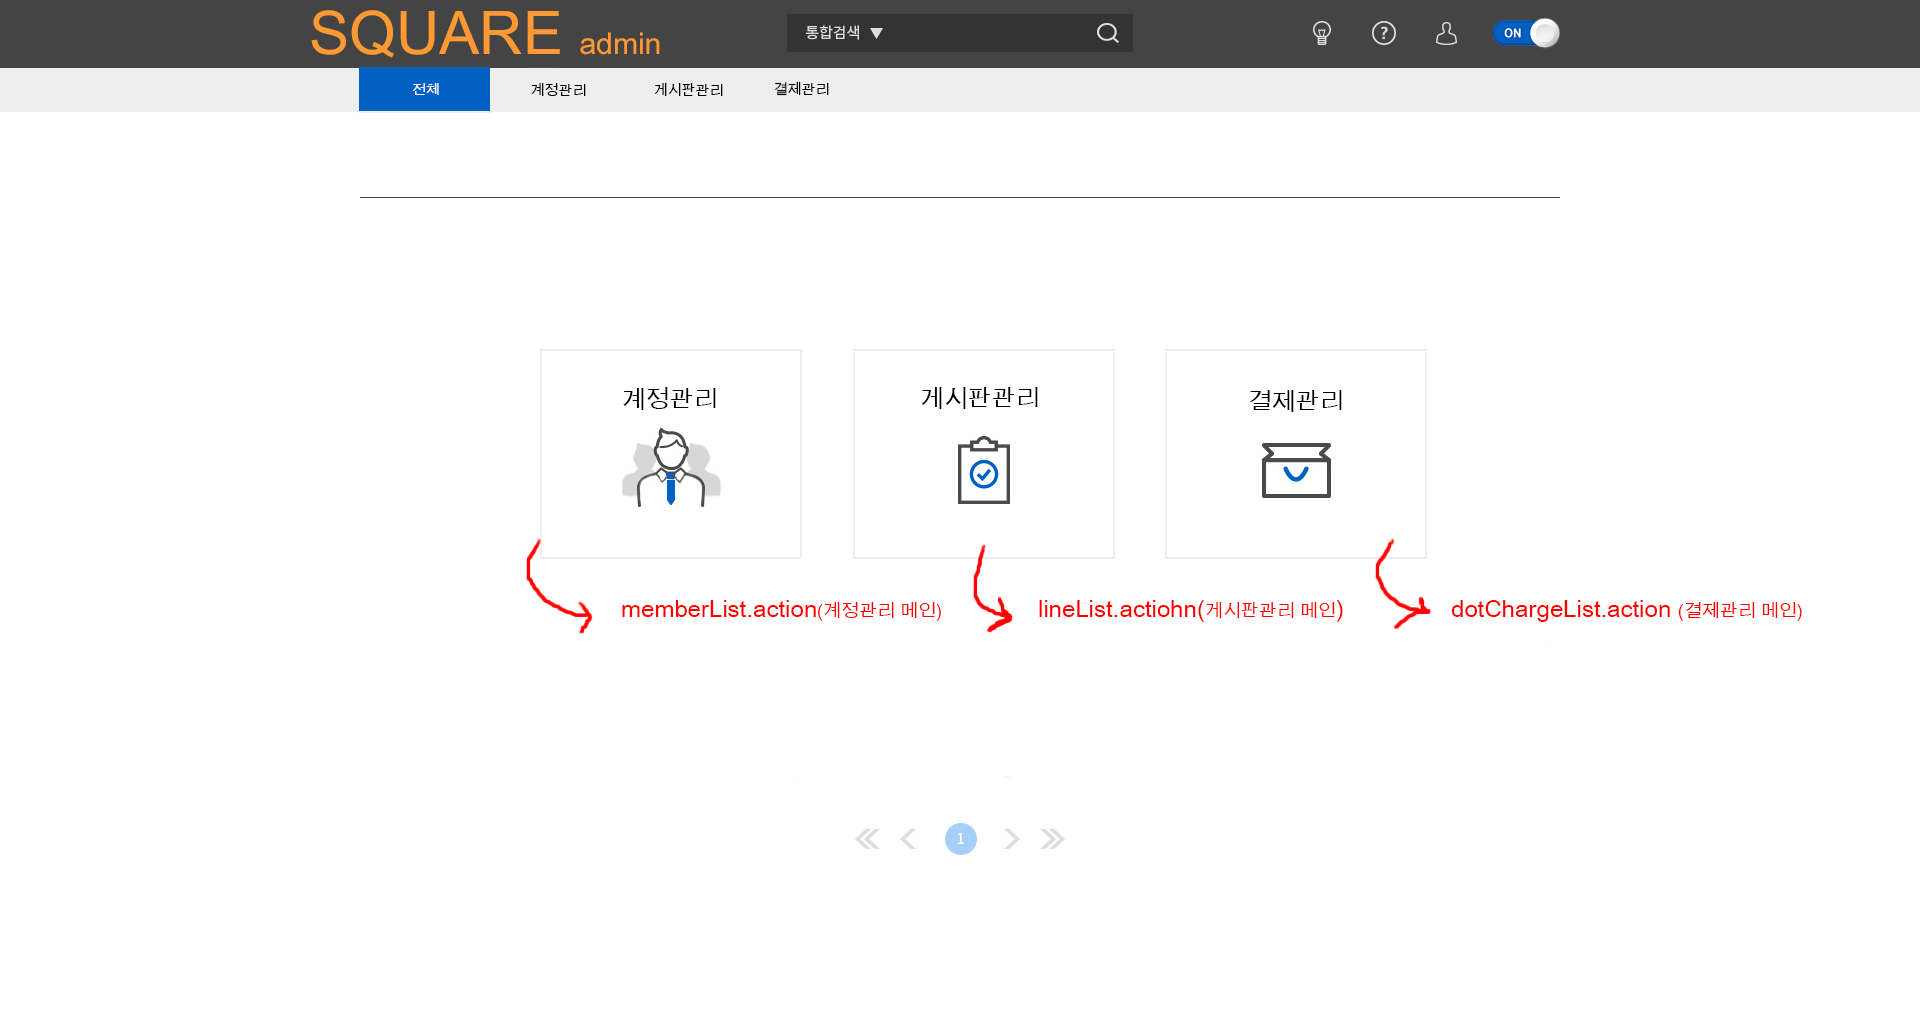 SQUARE admin
통합검색 ▼
ON
전체 계정관리 게시판관리 결제관리
계정관리
게시판관리
결제관리
memberList.action(계정관리 메인)
lineList.actiohn(게시판관리 메인)
dotChargeList.action (결제관리 메인)
1